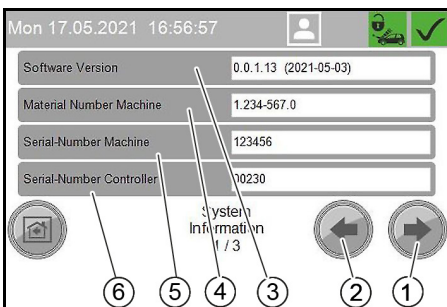 Mon 17.05.2021 16:56:57
Software Version 0.0.1.13 (2021-05-03)
Material Number Machine 1.234-567.0
Serial-Number Machine 123456
Serial-Number Controller 00230
System
Information
1 / 3
6 5 4 3 2 1